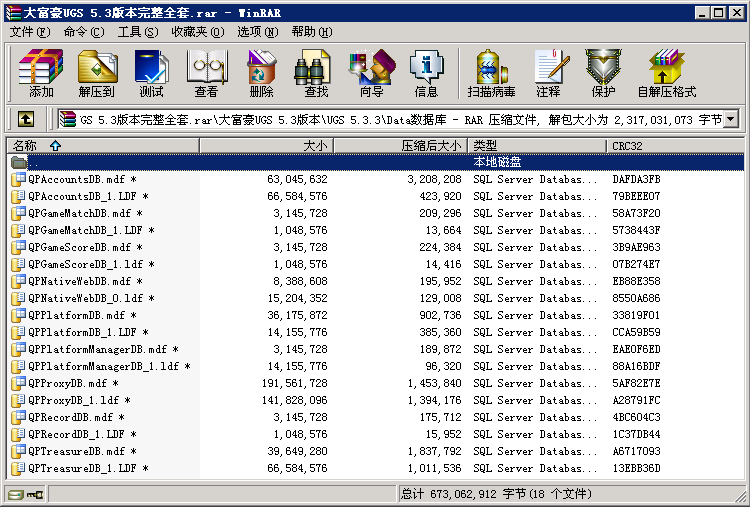 大富豪UGS 5.3版本完整全套.rar - WinRAR
文件(F) 命令(C) 工具(S) 收藏夹(O) 选项(N) 帮助(H)
添加 解压到 测试 查看 删除 查找 向导 信息 扫描病毒 注释 保护 自解压格式
GS 5.3版本完整全套.rar\大富豪UGS 5.3版本\UGS 5.3.3\Data数据库 - RAR 压缩文件, 解包大小为 2,317,031,073 字节
名称 大小 压缩后大小 类型 CRC32
.. 本地磁盘
QPAccountsDB.mdf * 63,045,632 3,208,208 SQL Server Databas... DAFDA3FB
QPAccountsDB_1.LDF * 66,584,576 423,920 SQL Server Databas... 79BEEE07
QPGameMatchDB.mdf * 3,145,728 209,296 SQL Server Databas... 58A73F20
QPGameMatchDB_1.LDF * 1,048,576 13,664 SQL Server Databas... 5738443F
QPGameScoreDB.mdf * 3,145,728 224,384 SQL Server Databas... 3B9AE963
QPGameScoreDB_1.ldf * 1,048,576 14,416 SQL Server Databas... 07B274E7
QPNativeWebDB.mdf * 8,388,608 195,952 SQL Server Databas... EB88E358
QPNativeWebDB_0.ldf * 15,204,352 129,008 SQL Server Databas... 8550A686
QPPlatformDB.mdf * 36,175,872 902,736 SQL Server Databas... 33819F01
QPPlatformDB_1.LDF * 14,155,776 385,360 SQL Server Databas... CCA59B59
QPPlatformManagerDB.mdf * 3,145,728 189,872 SQL Server Databas... EAE0F6ED
QPPlatformManagerDB_1.ldf * 14,155,776 96,320 SQL Server Databas... 88A16BDF
QPProxyDB.mdf * 191,561,728 1,453,840 SQL Server Databas... 5AF82E7E
QPProxyDB_1.ldf * 141,828,096 1,394,176 SQL Server Databas... A28791FC
QPRecordDB.mdf * 3,145,728 175,712 SQL Server Databas... 4BC604C3
QPRecordDB_1.LDF * 1,048,576 15,952 SQL Server Databas... 1C37DB44
QPTreasureDB.mdf * 39,649,280 1,837,792 SQL Server Databas... A6717093
QPTreasureDB_1.LDF * 66,584,576 1,011,536 SQL Server Databas... 13EBB36D
总计 673,062,912 字节(18 个文件)